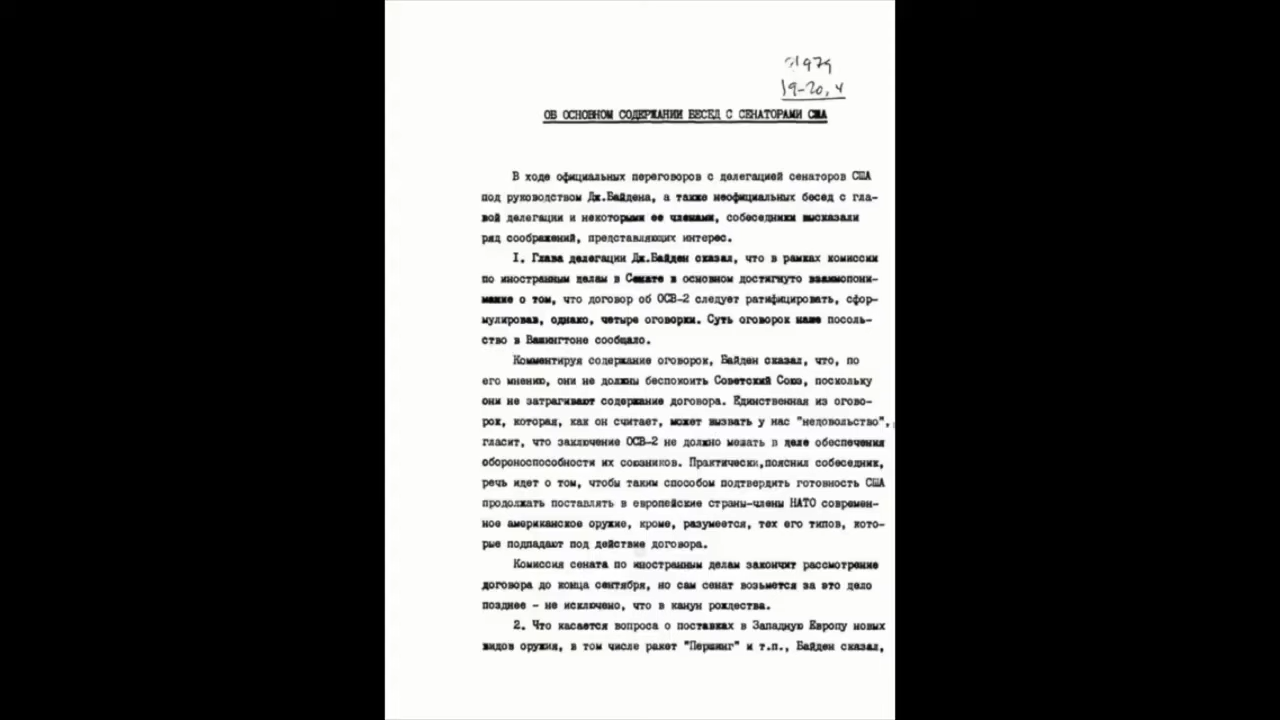 1979
19-20,4
ОБ ОСНОВНОМ СОДЕРЖАНИИ БЕСЕД С СЕНАТОРАМИ США
В ходе официальных переговоров с делегацией сенаторов США
под руководством Дж.Байдена, а также неофициальных бесед с гла-
вой делегации и некоторыми ее членами, собеседники высказали
ряд соображений, представляющих интерес.
I. Глава делегации Дж.Байден сказал, что в рамках комиссии
по иностранным делам в Сенате в основном достигнуто взаимопони-
мание о том, что договор об ОСВ-2 следует ратифицировать, сфор-
мулировав, однако, четыре оговорки. Суть оговорок наше посоль-
ство в Вашингтоне сообщало.
Комментируя содержание оговорок, Байден сказал, что, по
его мнению, они не должны беспокоить Советский Союз, поскольку
они не затрагивают содержание договора. Единственная из огово-
рок, которая, как он считает, может вызвать у нас "недовольство",
гласит, что заключение ОСВ-2 не должно мешать в деле обеспечения
обороноспособности их союзников. Практически,пояснил собеседник,
речь идет о том, чтобы таким способом подтвердить готовность США
продолжать поставлять в европейские страны-члены НАТО современ-
ное американское оружие, кроме, разумеется, тех его типов, кото-
рые подпадают под действие договора.
Комиссия сената по иностранным делам закончит рассмотрение
договора до конца сентября, но сам сенат возьмется за это дело
позднее - не исключено, что в канун рождества.
2. Что касается вопроса о поставках в Западную Европу новых
видов оружия, в том числе ракет "Першинг" и т.п., Байден сказал,